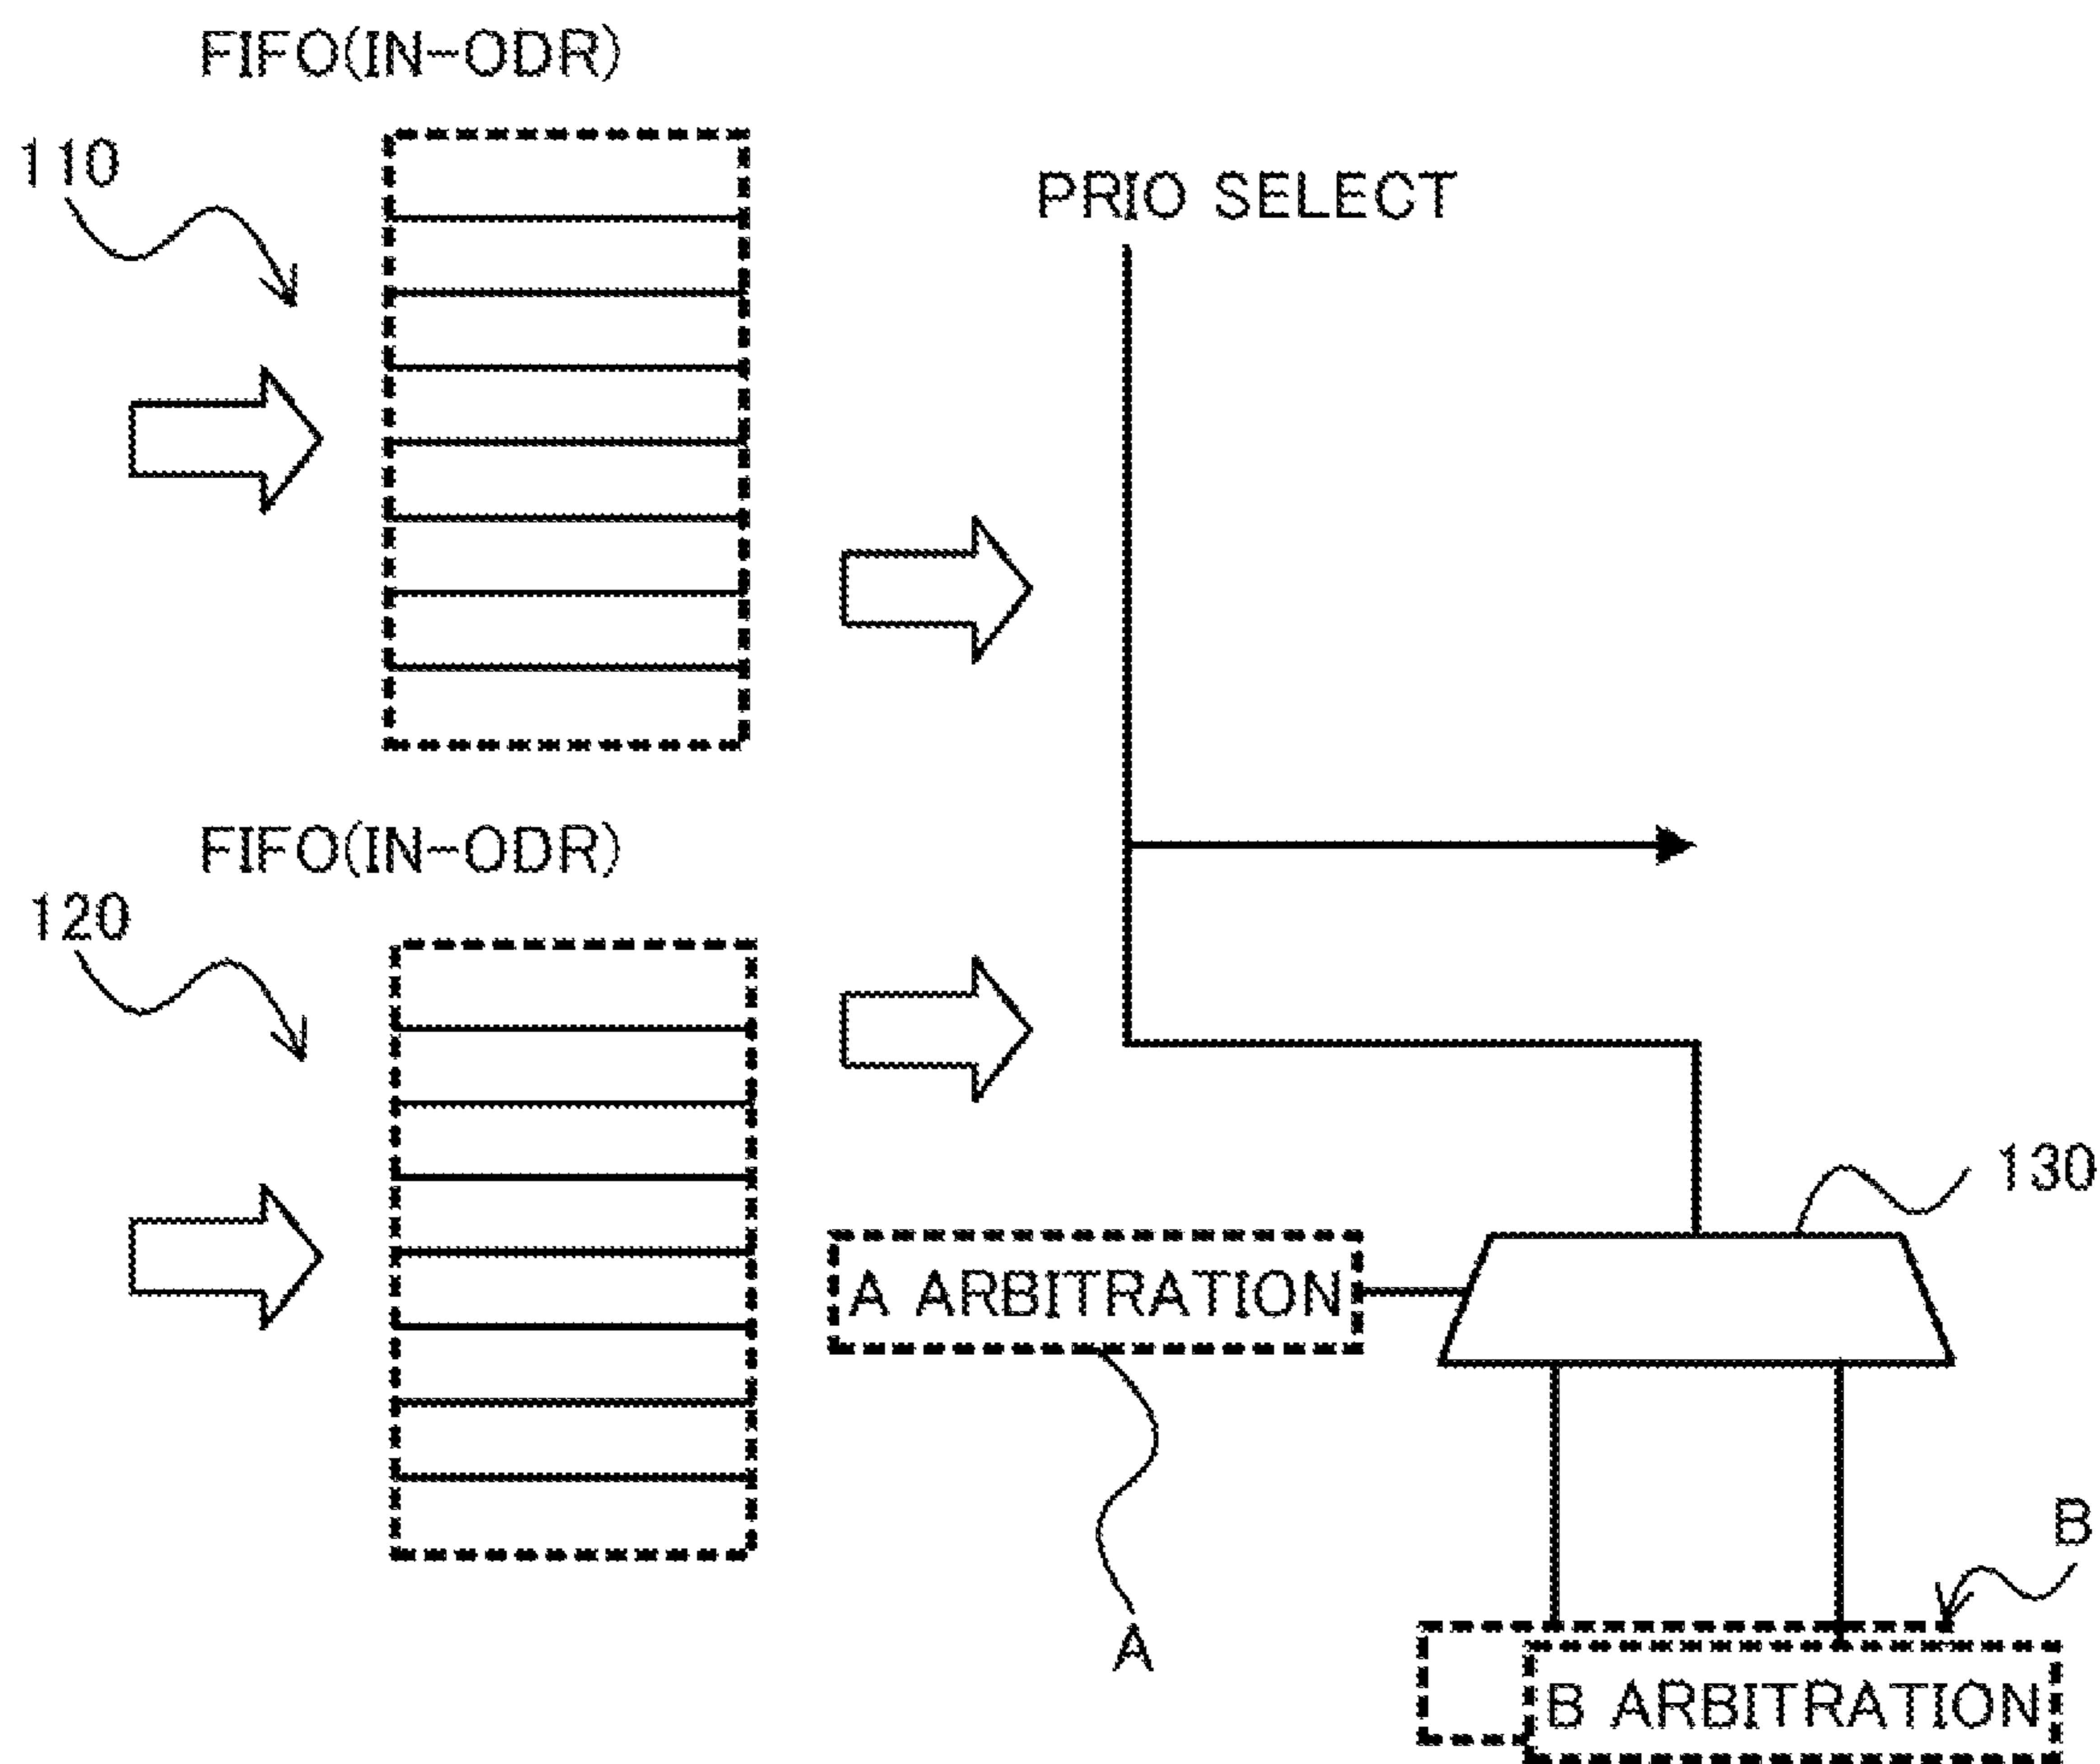 FIFO(IN-ODR)
110
PRIO SELECT
FIFO(IN-ODR)
120
130
A ARBITRATION
B
A
B ARBITRATION